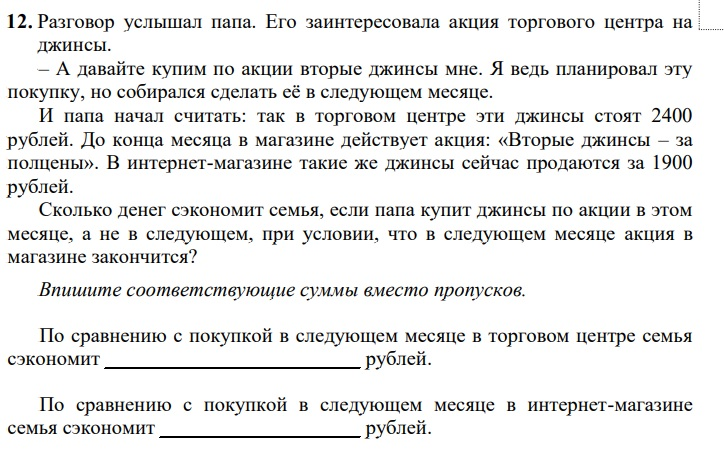 12. Разговор услышал папа. Его заинтересовала акция торгового центра на
джинсы.
– А давайте купим по акции вторые джинсы мне. Я ведь планировал эту
покупку, но собирался сделать её в следующем месяце.
И папа начал считать: так в торговом центре эти джинсы стоят 2400
рублей. До конца месяца в магазине действует акция: «Вторые джинсы – за
полцены». В интернет-магазине такие же джинсы сейчас продаются за 1900
рублей.
Сколько денег сэкономит семья, если папа купит джинсы по акции в этом
месяце, а не в следующем, при условии, что в следующем месяце акция в
магазине закончится?
Впишите соответствующие суммы вместо пропусков.
По сравнению с покупкой в следующем месяце в торговом центре семья
сэкономит ________________________ рублей.
По сравнению с покупкой в следующем месяце в интернет-магазине
семья сэкономит ___________________ рублей.